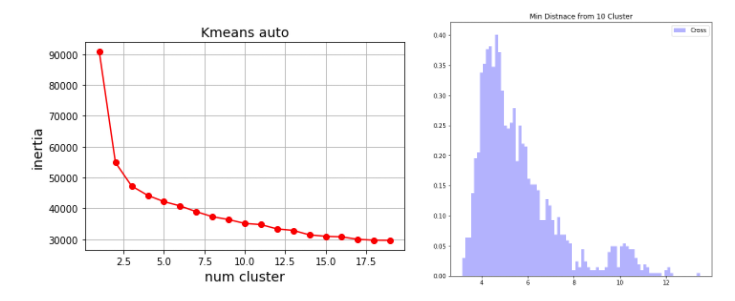 Kmeans auto
90000
80000
70000
60000
50000
40000
30000
inertia
2.5 5.0 7.5 10.0 12.5 15.0 17.5
num cluster
Min Distnace from 10 Cluster
Cross
0.40
0.35
0.30
0.25
0.20
0.15
0.10
0.05
0.00
4 6 8 10 12